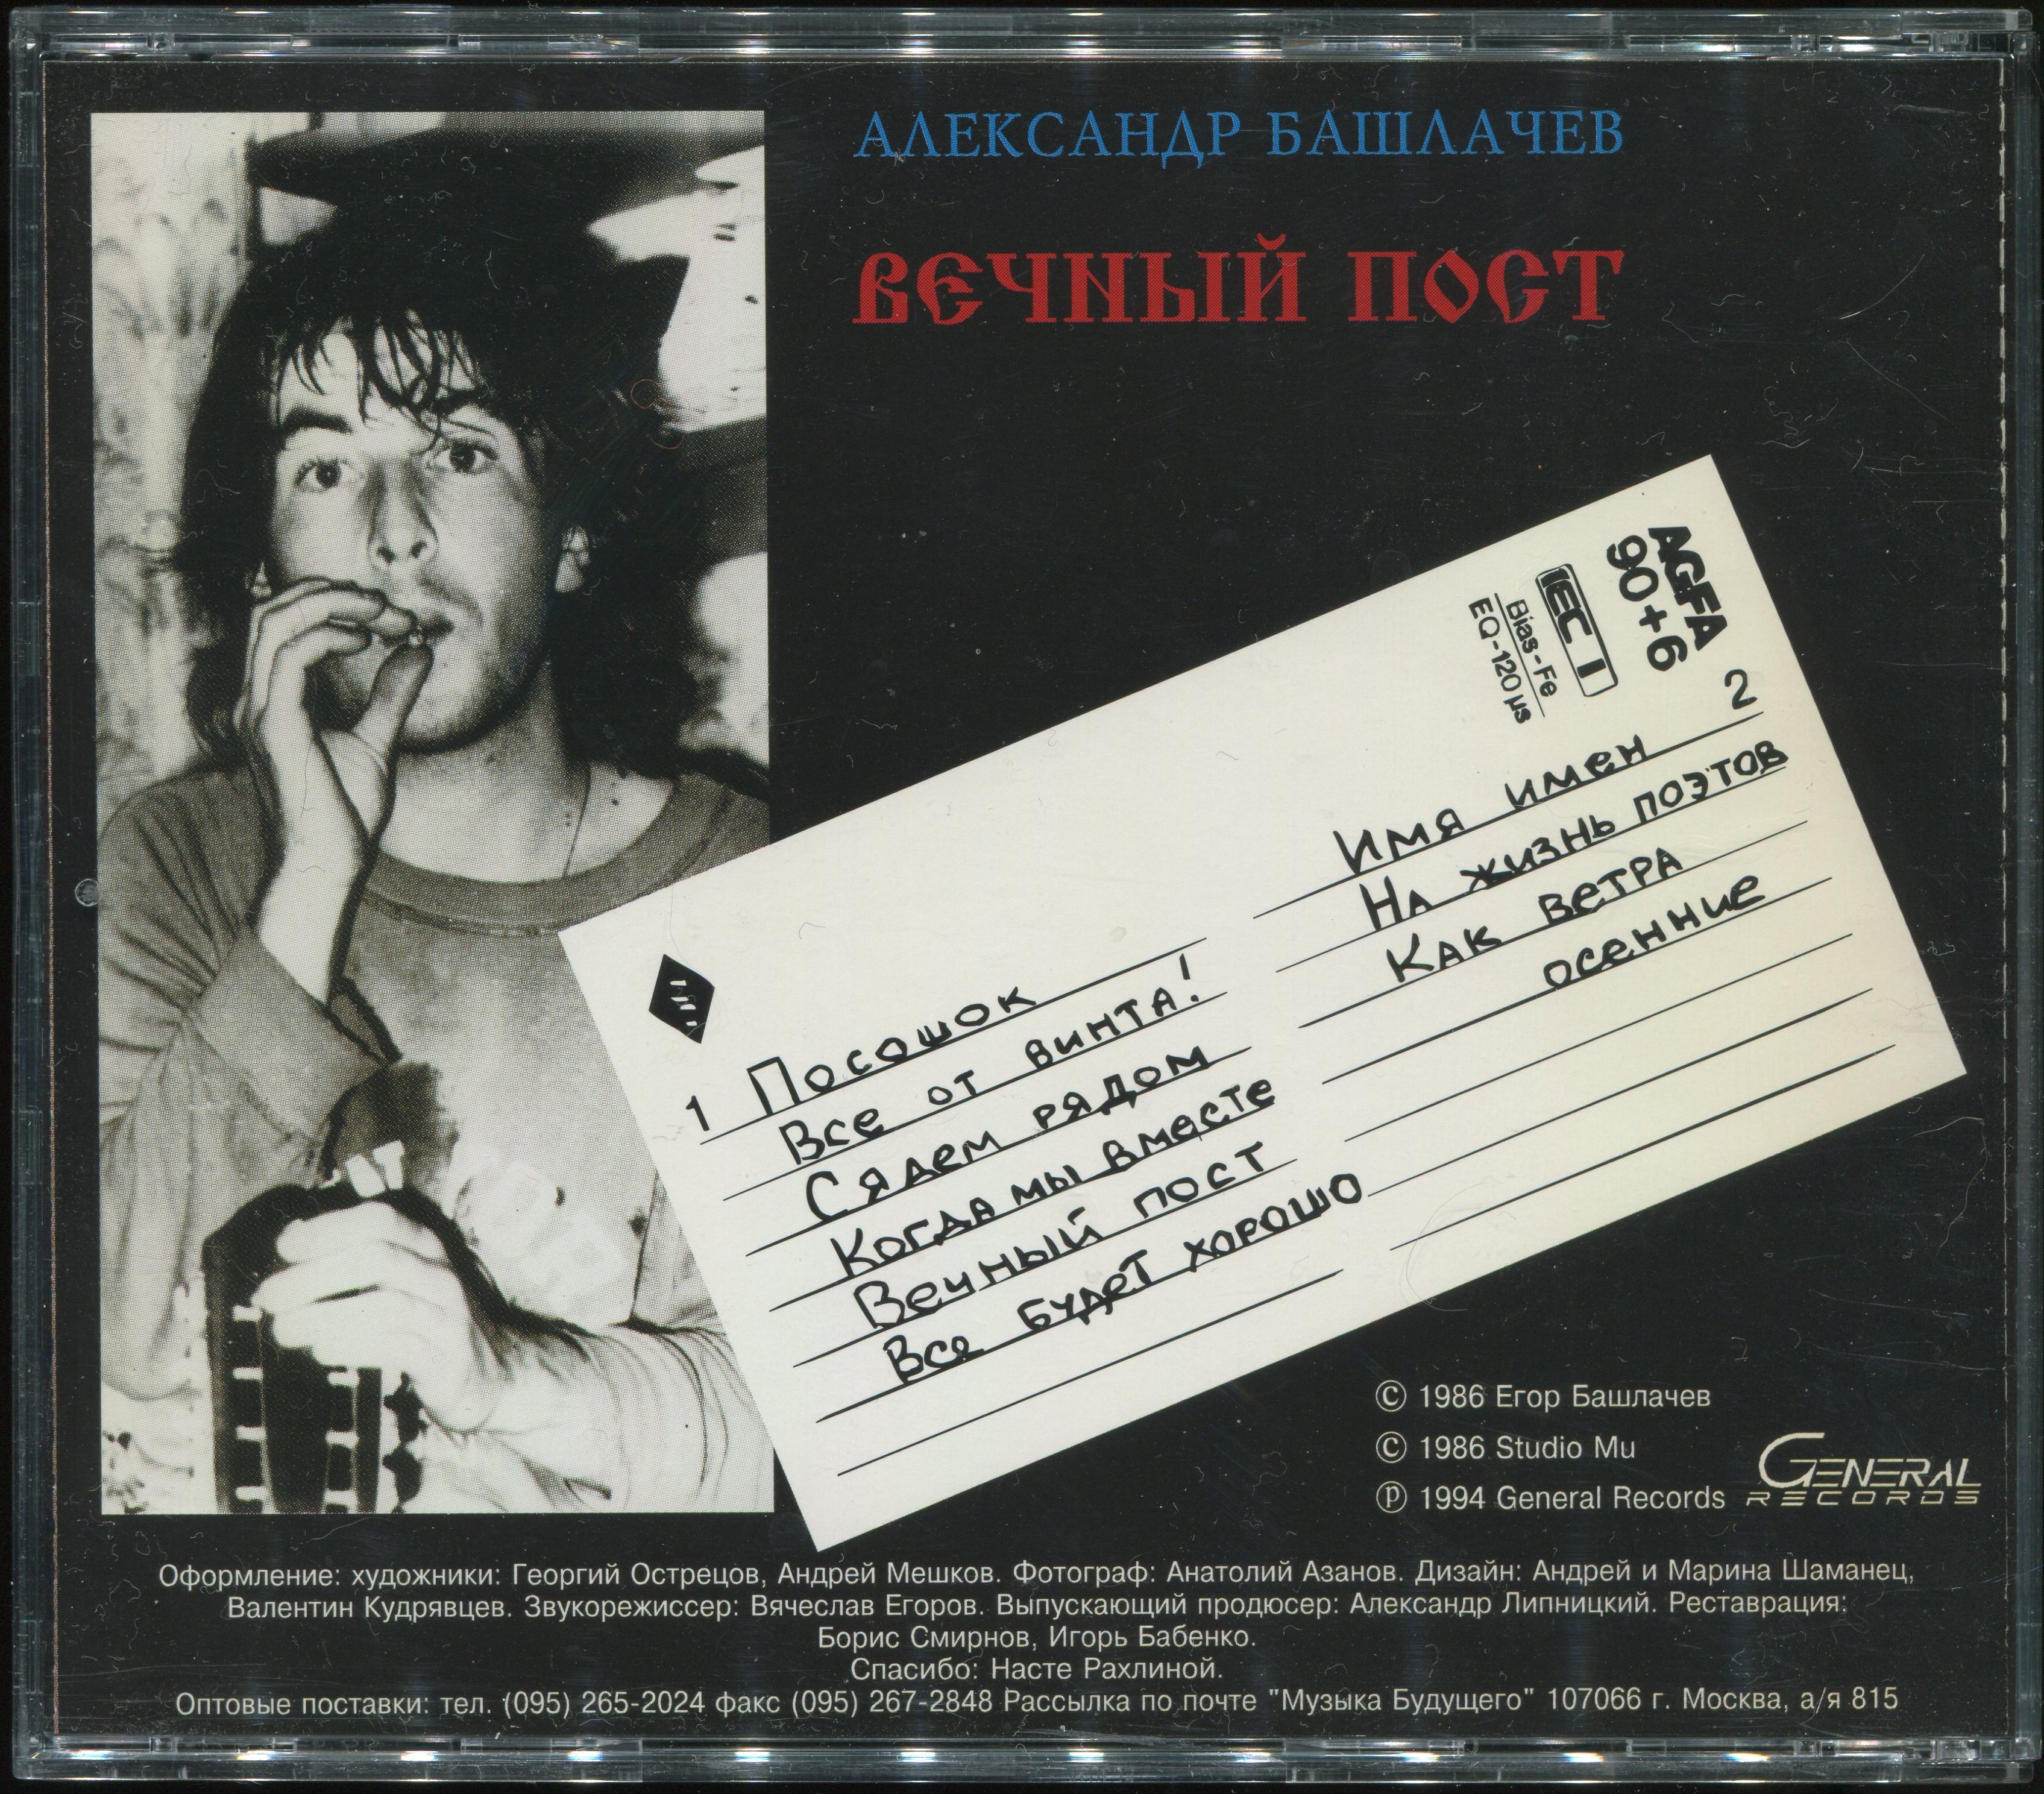 АЛЕКСАНДР БАШЛАЧЕВ
ВЕЧНЫЙ ПОСТ
AGFA
90+6
IEC I
Bias-Fe
EQ-120 µs
1 Посошок
Все от винта!
Сядем рядом
Когда мы вместе
Вечный пост
Все будет хорошо
2
Имя имен
На жизнь поэтов
Как ветра
осенние
© 1986 Егор Башлачев
© 1986 Studio Mu
℗ 1994 General Records
GENERAL
RECORDS
Оформление: художники: Георгий Острецов, Андрей Мешков. Фотограф: Анатолий Азанов. Дизайн: Андрей и Марина Шаманец,
Валентин Кудрявцев. Звукорежиссер: Вячеслав Егоров. Выпускающий продюсер: Александр Липницкий. Реставрация:
Борис Смирнов, Игорь Бабенко.
Спасибо: Насте Рахлиной.
Оптовые поставки: тел. (095) 265-2024 факс (095) 267-2848 Рассылка по почте "Музыка Будущего" 107066 г. Москва, а/я 815